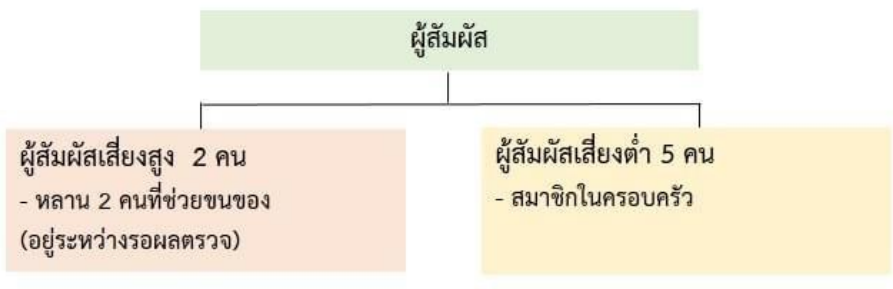 ผู้สัมผัส
ผู้สัมผัสเสี่ยงสูง 2 คน
- หลาน 2 คนที่ช่วยขนของ
(อยู่ระหว่างรอผลตรวจ)
ผู้สัมผัสเสี่ยงต่ำ 5 คน
- สมาชิกในครอบครัว